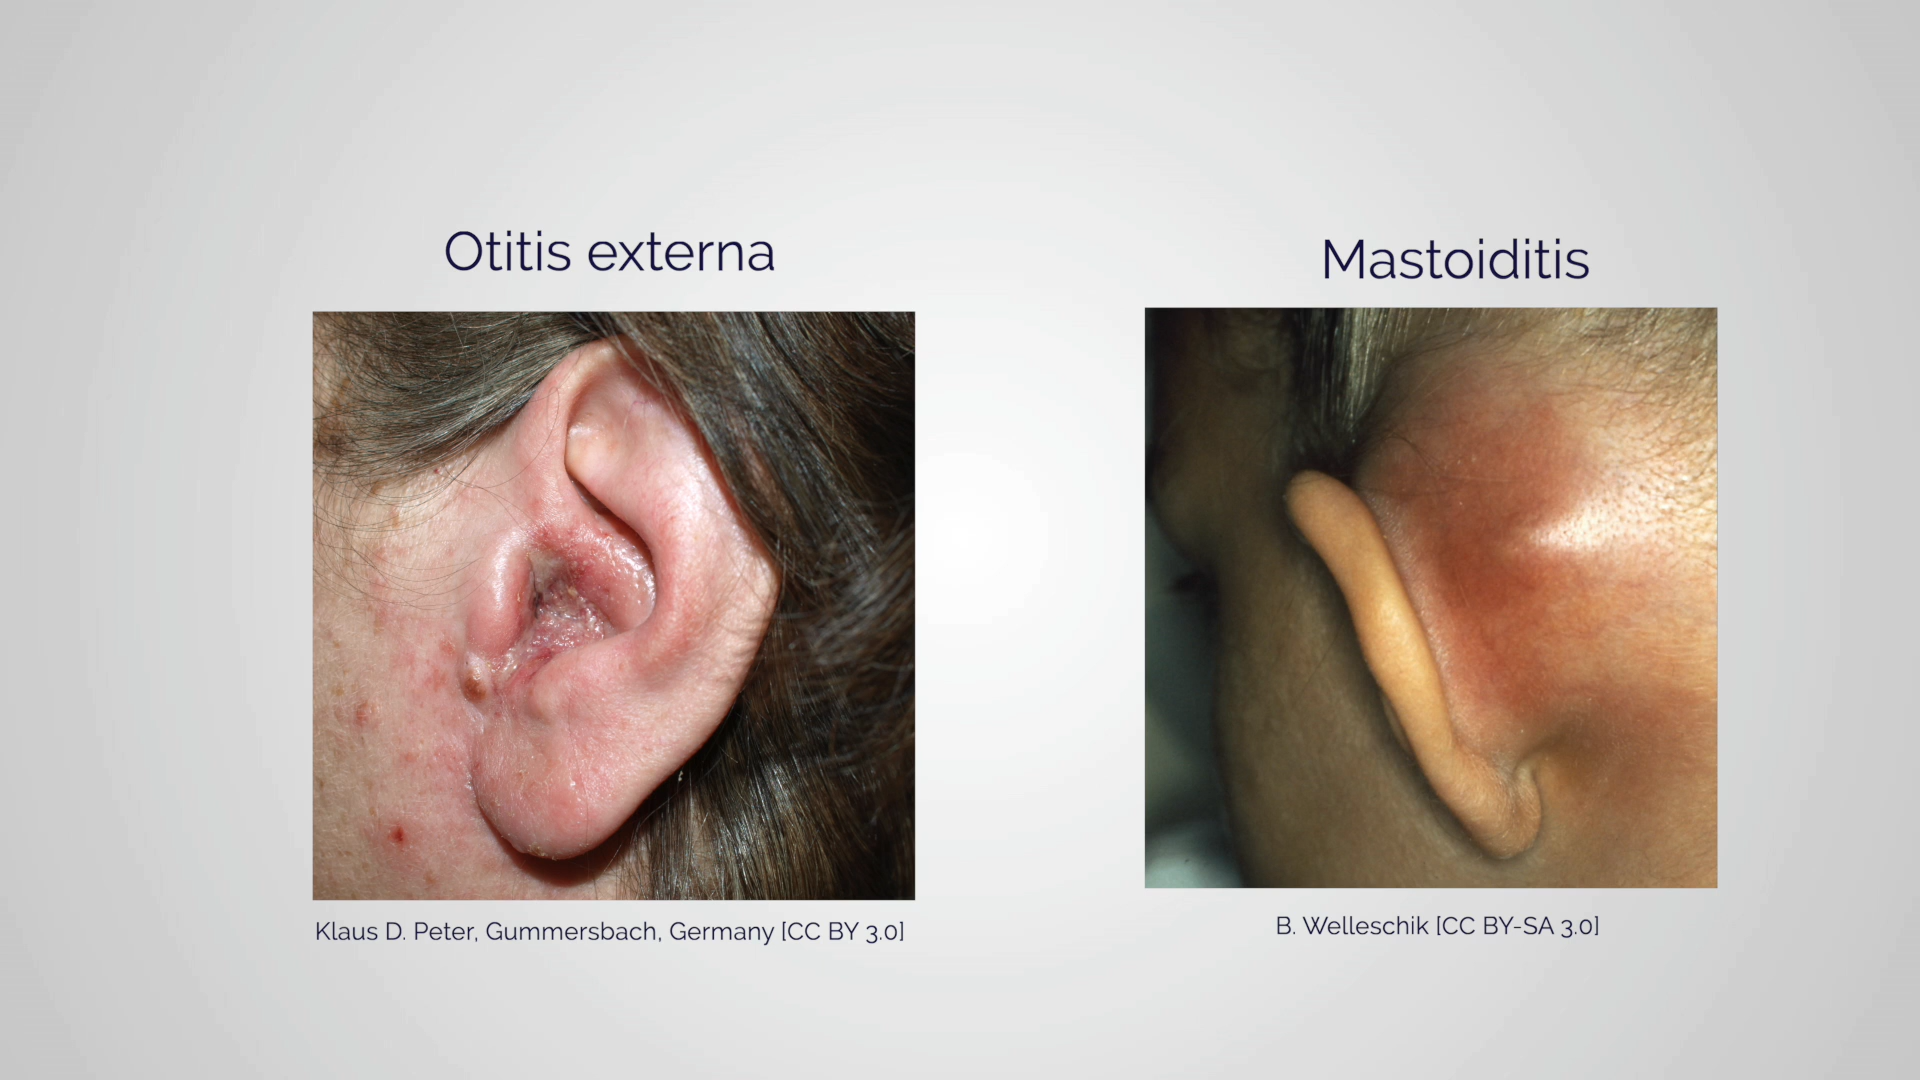 Otitis externa
Mastoiditis
Klaus D. Peter, Gummersbach, Germany [CC BY 3.0]
B. Welleschik [CC BY-SA 3.0]